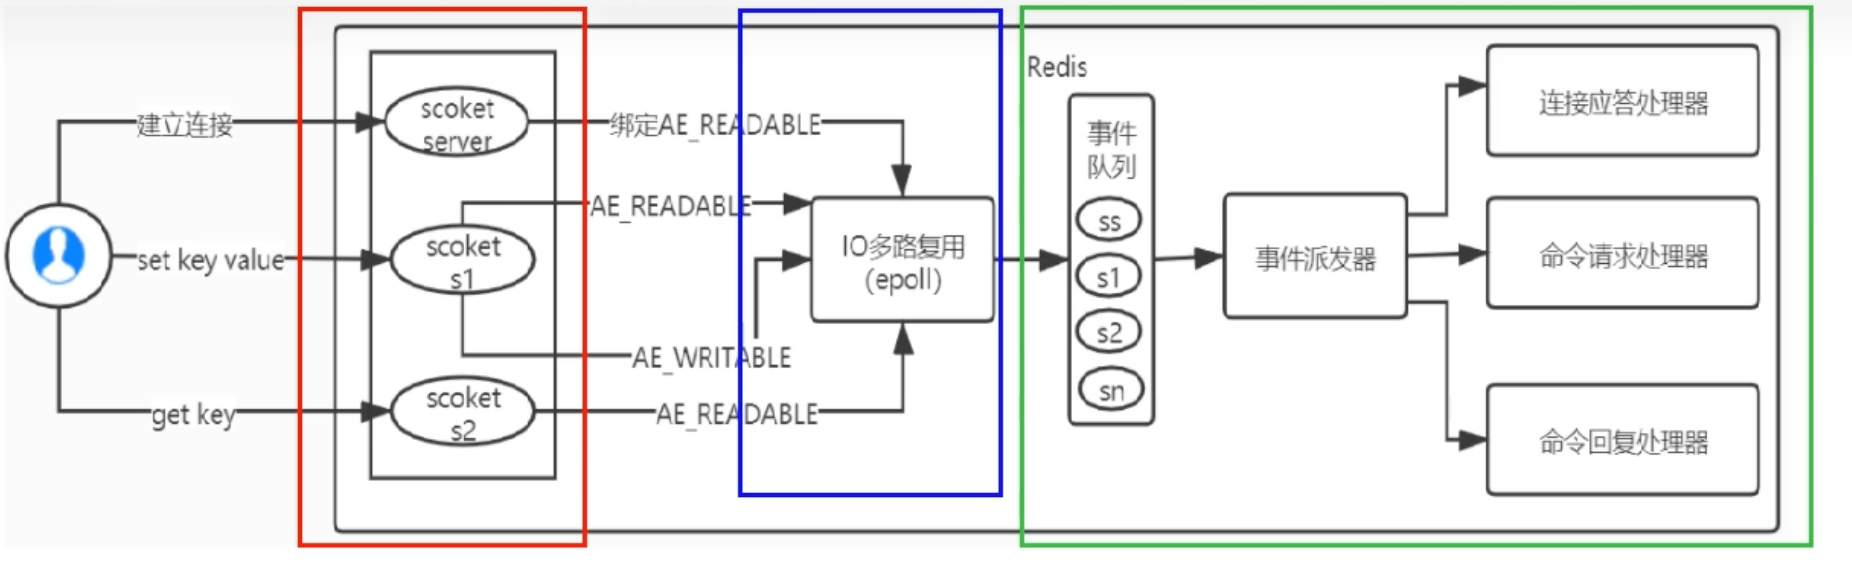 建立连接
set key value
get key
scoket
server
scoket
s1
scoket
s2
绑定AE_READABLE
AE_READABLE
AE_WRITABLE
AE_READABLE
IO多路复用
(epoll)
Redis
事件
队列
ss
s1
s2
sn
事件派发器
连接应答处理器
命令请求处理器
命令回复处理器